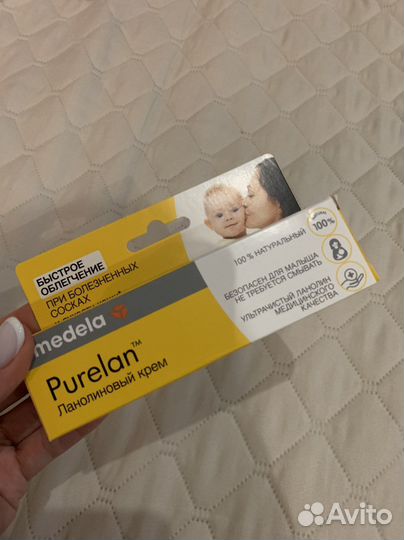 БЫСТРОЕ
ОБЛЕГЧЕНИЕ
ПРИ БОЛЕЗНЕННЫХ
СОСКАХ
medela
Purelan™
Ланолиновый крем
100 % НАТУРАЛЬНЫЙ
100%
БЕЗОПАСЕН ДЛЯ МАЛЫША
НЕ ТРЕБУЕТСЯ СМЫВАТЬ
УЛЬТРАЧИСТЫЙ ЛАНОЛИН
МЕДИЦИНСКОГО
КАЧЕСТВА
Avito